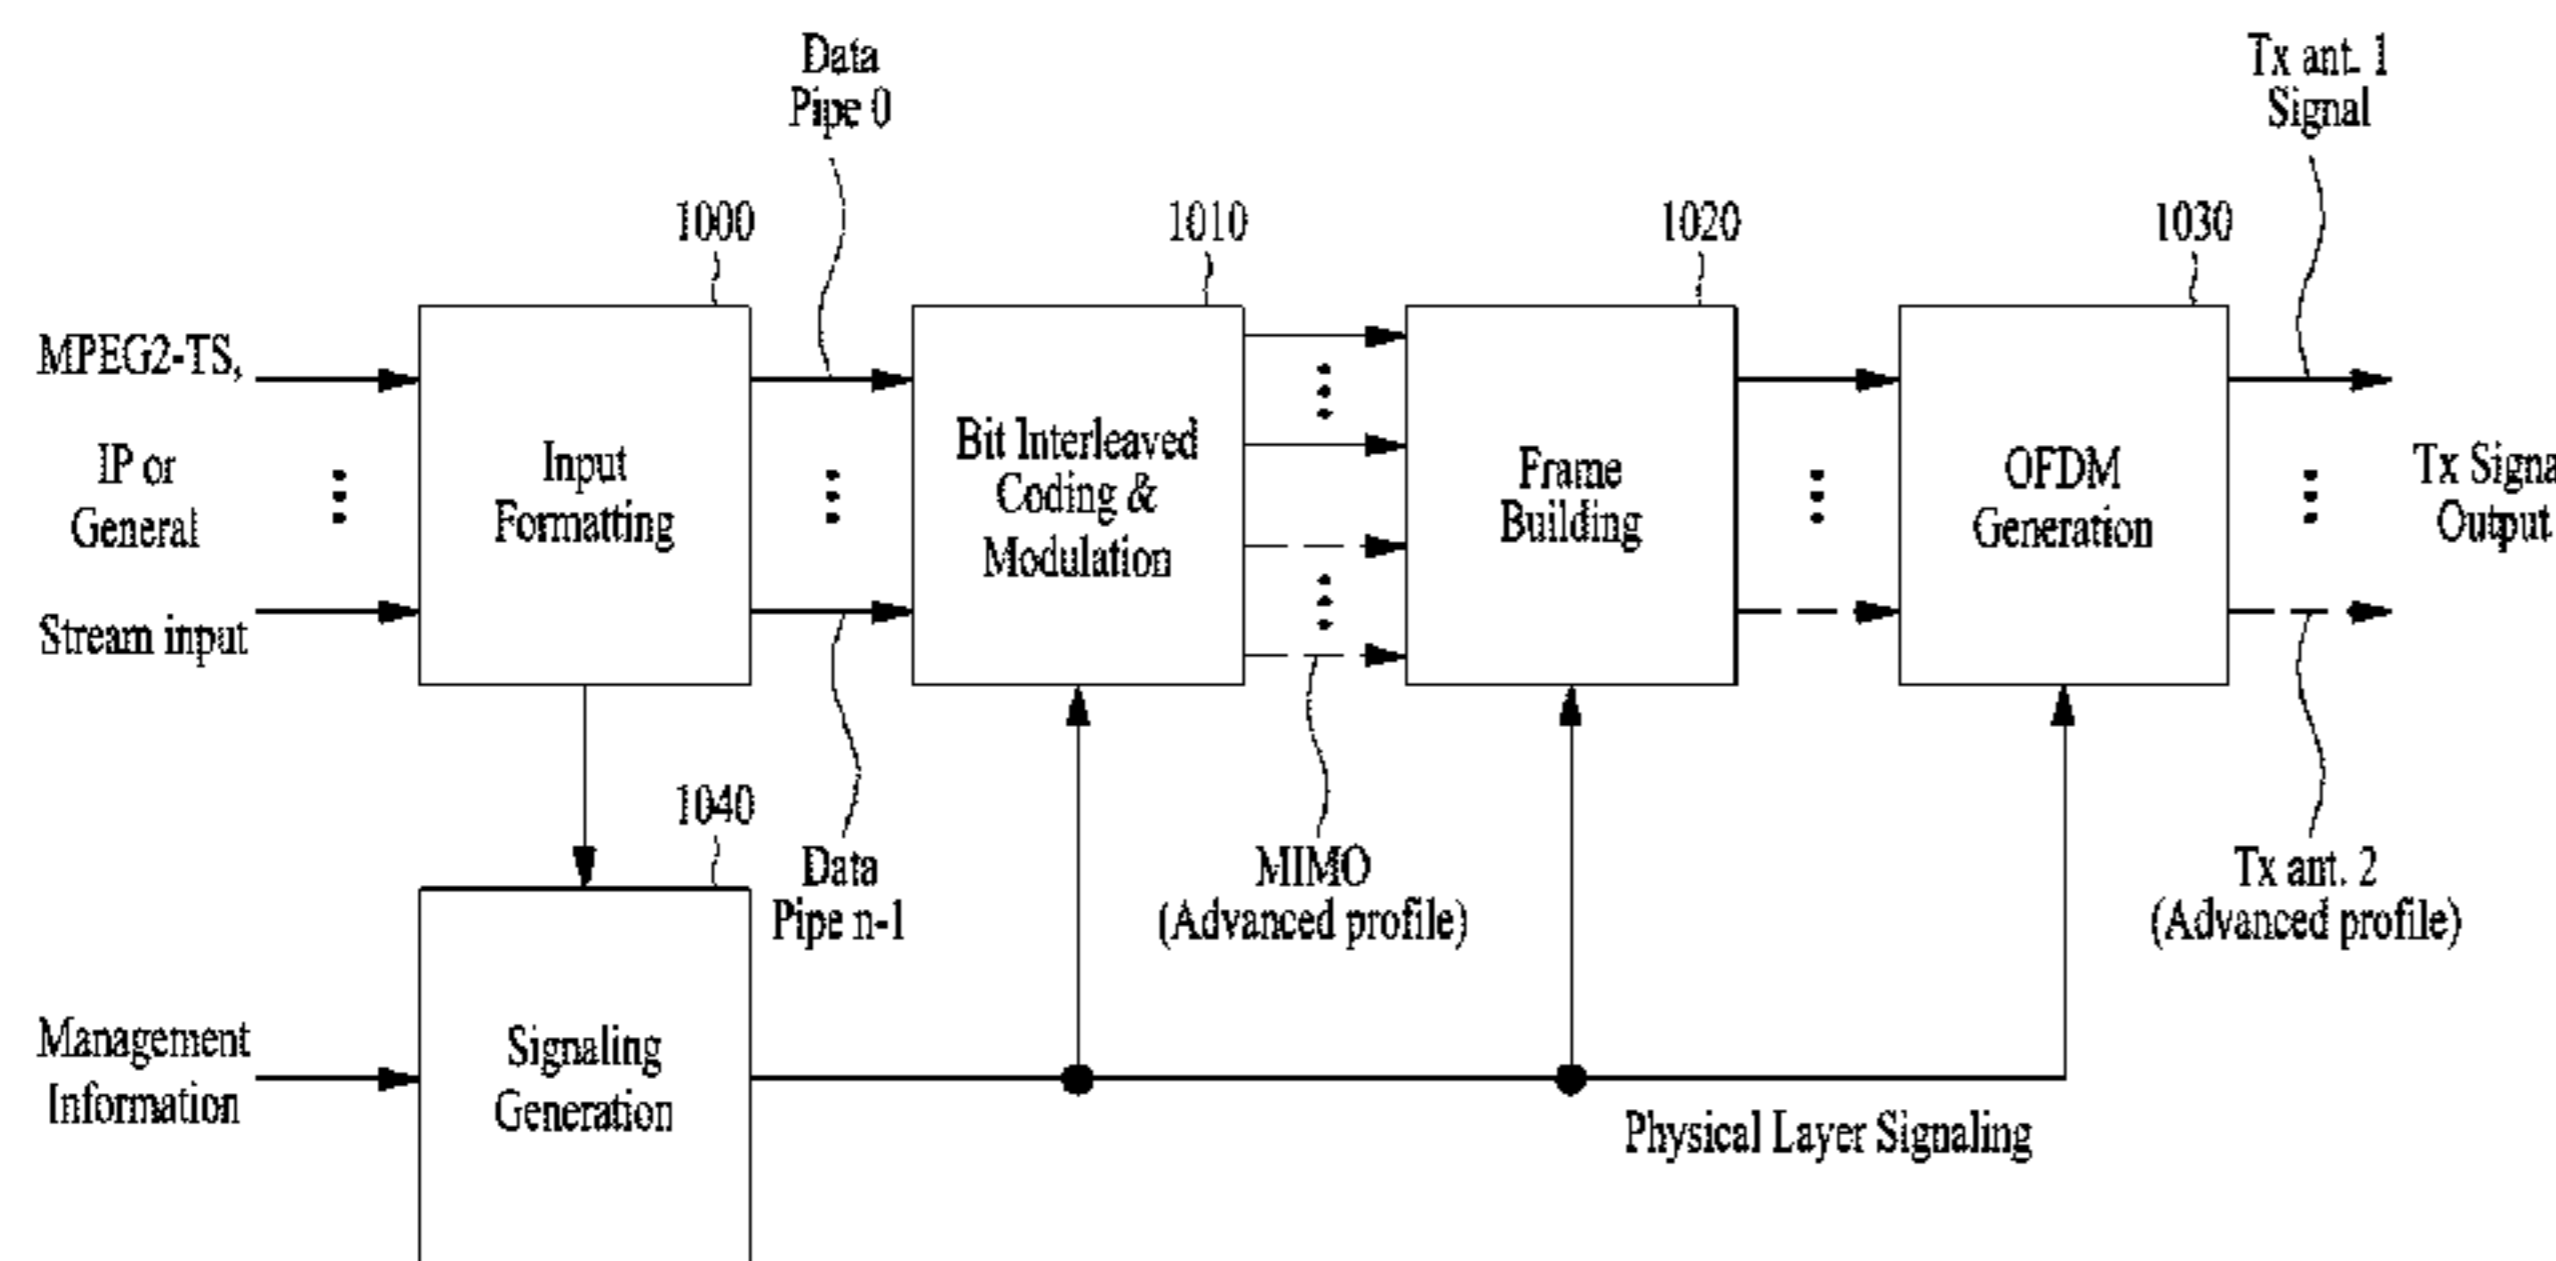 Data
Pipe 0
Tx ant. 1
Signal
1000
1010
1020
1030
MPEG2-TS,
IP or
General
Stream input
Input
Formatting
Bit Interleaved
Coding &
Modulation
Frame
Building
OFDM
Generation
Tx Signa
Output
1040
Data
Pipe n-1
MIMO
(Advanced profile)
Tx ant. 2
(Advanced profile)
Management
Information
Signaling
Generation
Physical Layer Signaling